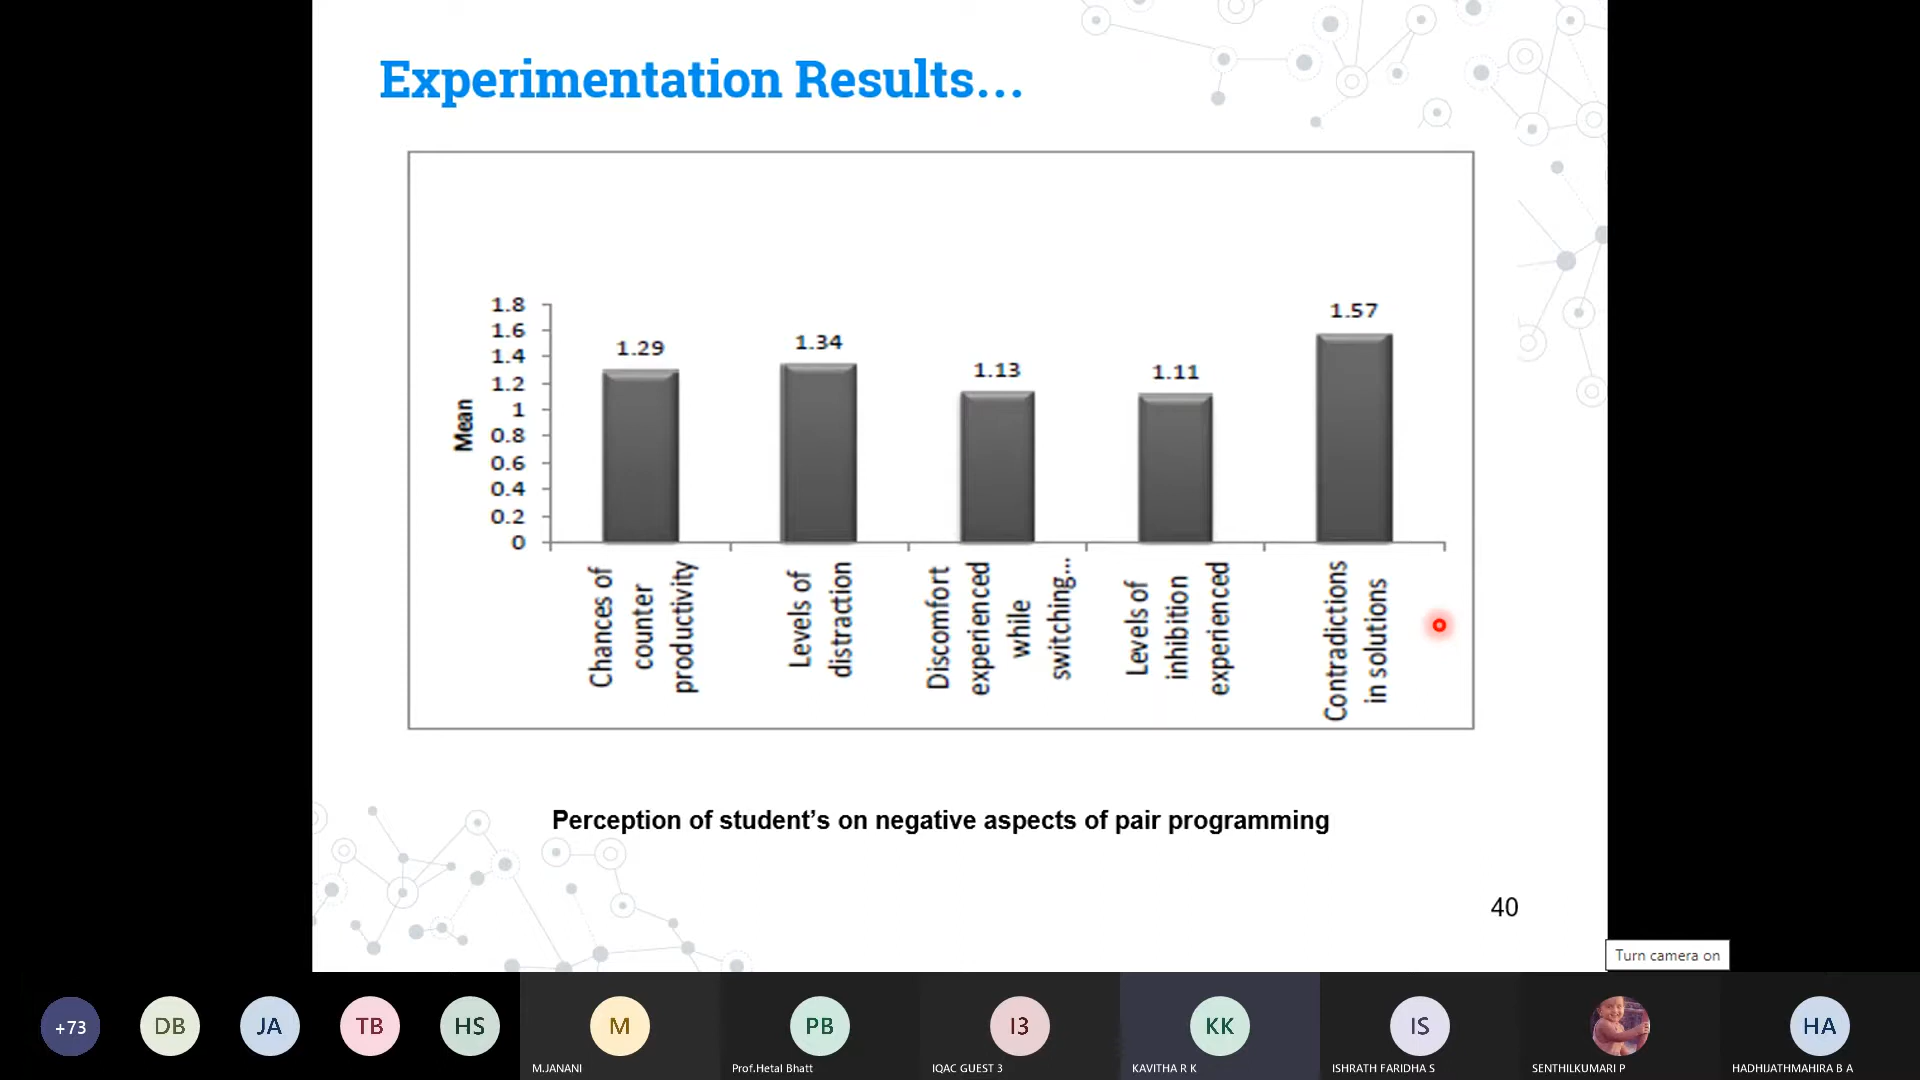 Experimentation Results...
1.8
1.6
1.4
1.2
1
0.8
0.6
0.4
0.2
0
Mean
1.29
1.34
1.13
1.11
1.57
Chances of
counter
productivity
Levels of
distraction
Discomfort
experienced
while
switching...
Levels of
inhibition
experienced
Contradictions
in solutions
Perception of student’s on negative aspects of pair programming
40
Turn camera on
+73
DB
JA
TB
HS
M
PB
I3
KK
IS
HA
M.JANANI
Prof.Hetal Bhatt
IQAC GUEST 3
KAVITHA R K
ISHRATH FARIDHA S
SENTHILKUMARI P
HADHIJATHMAHIRA B A